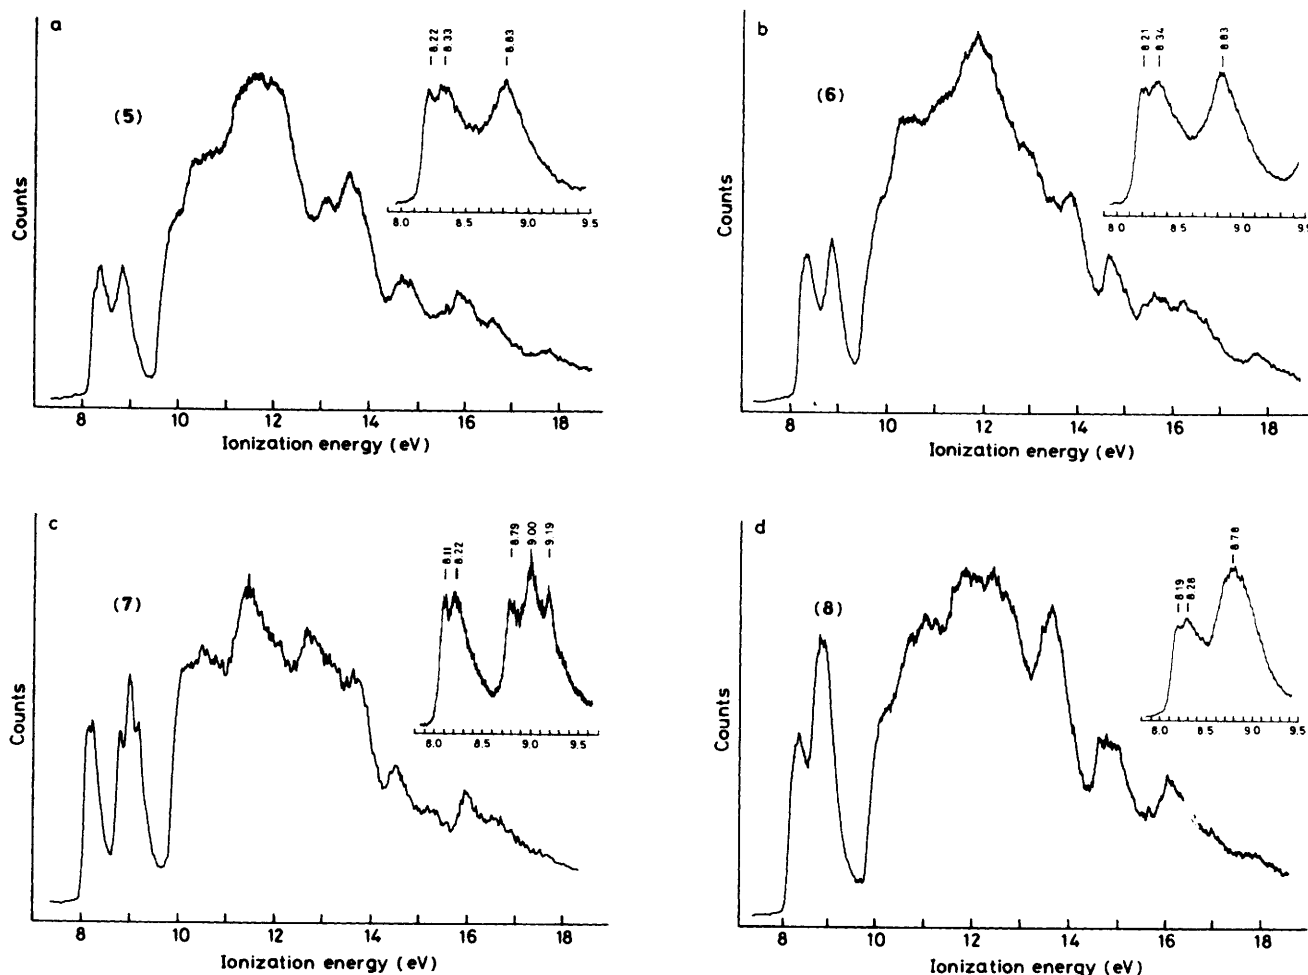 a
(5)
Counts
8.22
8.33
8.83
8.0 8.5 9.0 9.5
8 10 12 14 16 18
Ionization energy (eV)
b
(6)
Counts
8.21
8.34
8.83
8.0 8.5 9.0 9.5
8 10 12 14 16 18
Ionization energy (eV)
c
(7)
Counts
8.11
8.22
8.79
9.00
9.19
8.0 8.5 9.0 9.5
8 10 12 14 16 18
Ionization energy (eV)
d
(8)
Counts
8.19
8.28
8.78
8.0 8.5 9.0 9.5
8 10 12 14 16 18
Ionization energy (eV)